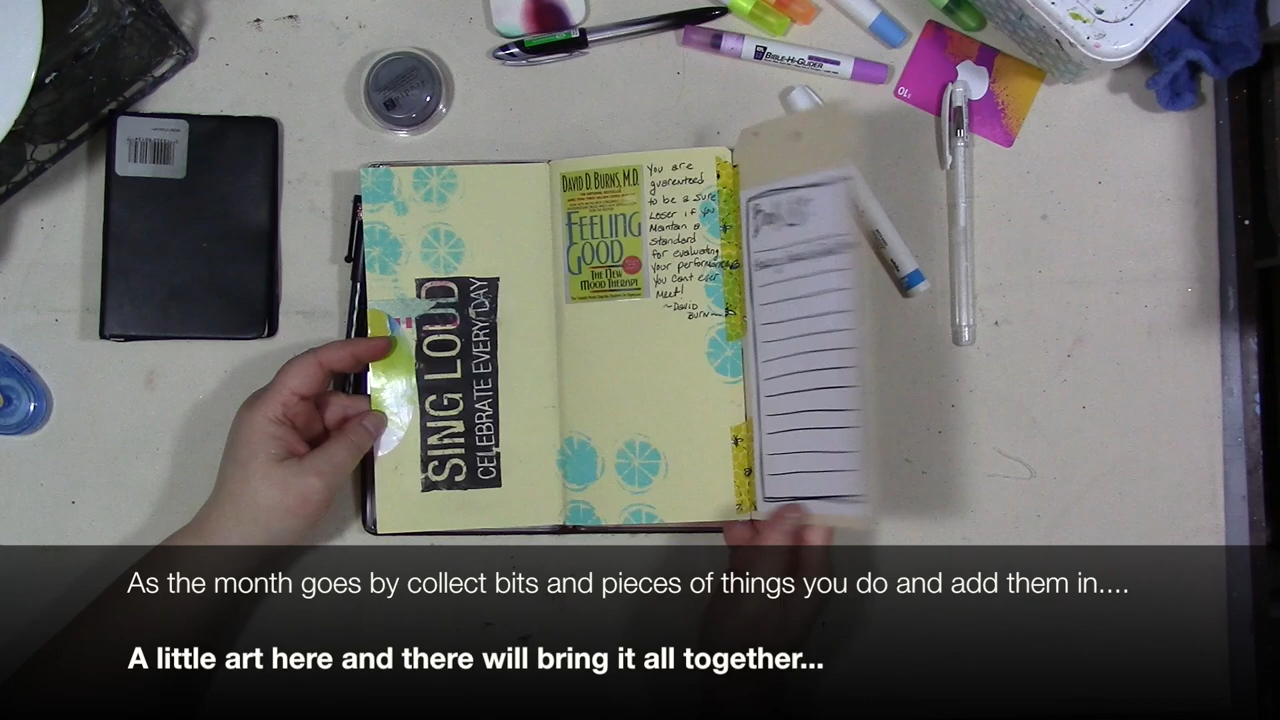 BIBLE-HI-GLIDER
01$
DAVID D. BURNS, M.D.
FEELING
GOOD
THE NEW
MOOD THERAPY
You are
guarenteed
to be a sure
Loser if you
Maintain a
standard
for evaluating
your performance
you cant ever
Meet!
~David
Burn
SING LOUD
CELEBRATE EVERY DAY
As the month goes by collect bits and pieces of things you do and add them in....
A little art here and there will bring it all together...